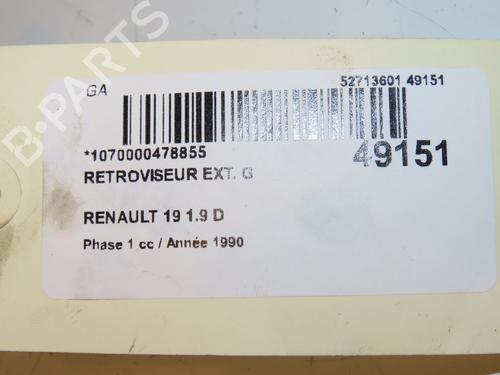 GA
52713601 49151
*1070000478855
49151
RETROVISEUR EXT. G
RENAULT 19 1.9 D
Phase 1 cc / Année 1990
B-PARTS